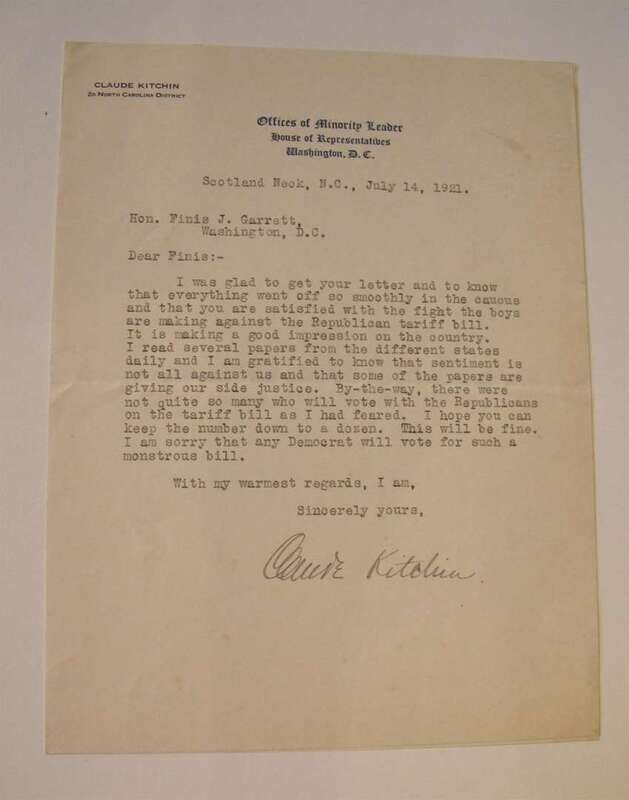 CLAUDE KITCHIN
2D NORTH CAROLINA DISTRICT
Offices of Minority Leader
House of Representatives
Washington, D. C.
Scotland Neck, N.C., July 14, 1921.
Hon. Finis J. Garrett,
Washington, D.C.
Dear Finis:-
I was glad to get your letter and to know
that everything went off so smoothly in the caucus
and that you are satisfied with the fight the boys
are making against the Republican tariff bill.
It is making a good impression on the country.
I read several papers from the different states
daily and I am gratified to know that sentiment is
not all against us and that some of the papers are
giving our side justice. By-the-way, there were
not quite so many who will vote with the Republicans
on the tariff bill as I had feared. I hope you can
keep the number down to a dozen. This will be fine.
I am sorry that any Democrat will vote for such a
monstrous bill.
With my warmest regards, I am,
Sincerely yours,
Claude Kitchin.